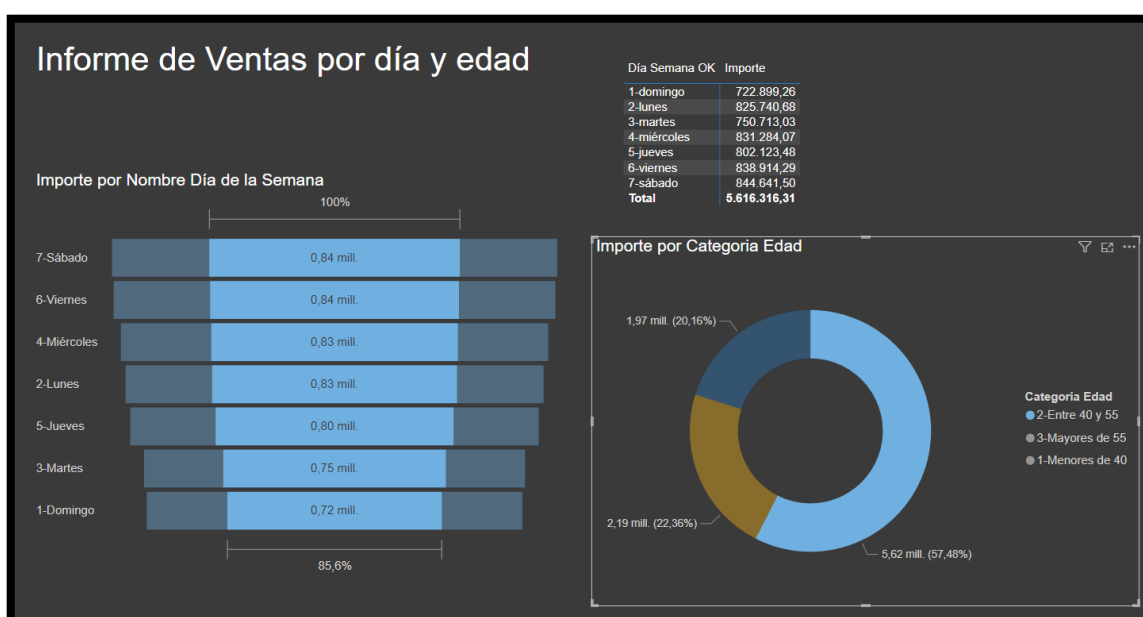 Informe de Ventas por día y edad
Día Semana OK Importe
1-domingo 722.899,26
2-lunes 825.740,68
3-martes 750.713,03
4-miércoles 831.284,07
5-jueves 802.123,48
6-viernes 838.914,29
7-sábado 844.641,50
Total 5.616.316,31
Importe por Nombre Día de la Semana
100%
7-Sábado 0,84 mill.
6-Viernes 0,84 mill.
4-Miércoles 0,83 mill.
2-Lunes 0,83 mill.
5-Jueves 0,80 mill.
3-Martes 0,75 mill.
1-Domingo 0,72 mill.
85,6%
Importe por Categoria Edad
1,97 mill. (20,16%)
2,19 mill. (22,36%)
5,62 mill. (57,48%)
Categoria Edad
2-Entre 40 y 55
3-Mayores de 55
1-Menores de 40